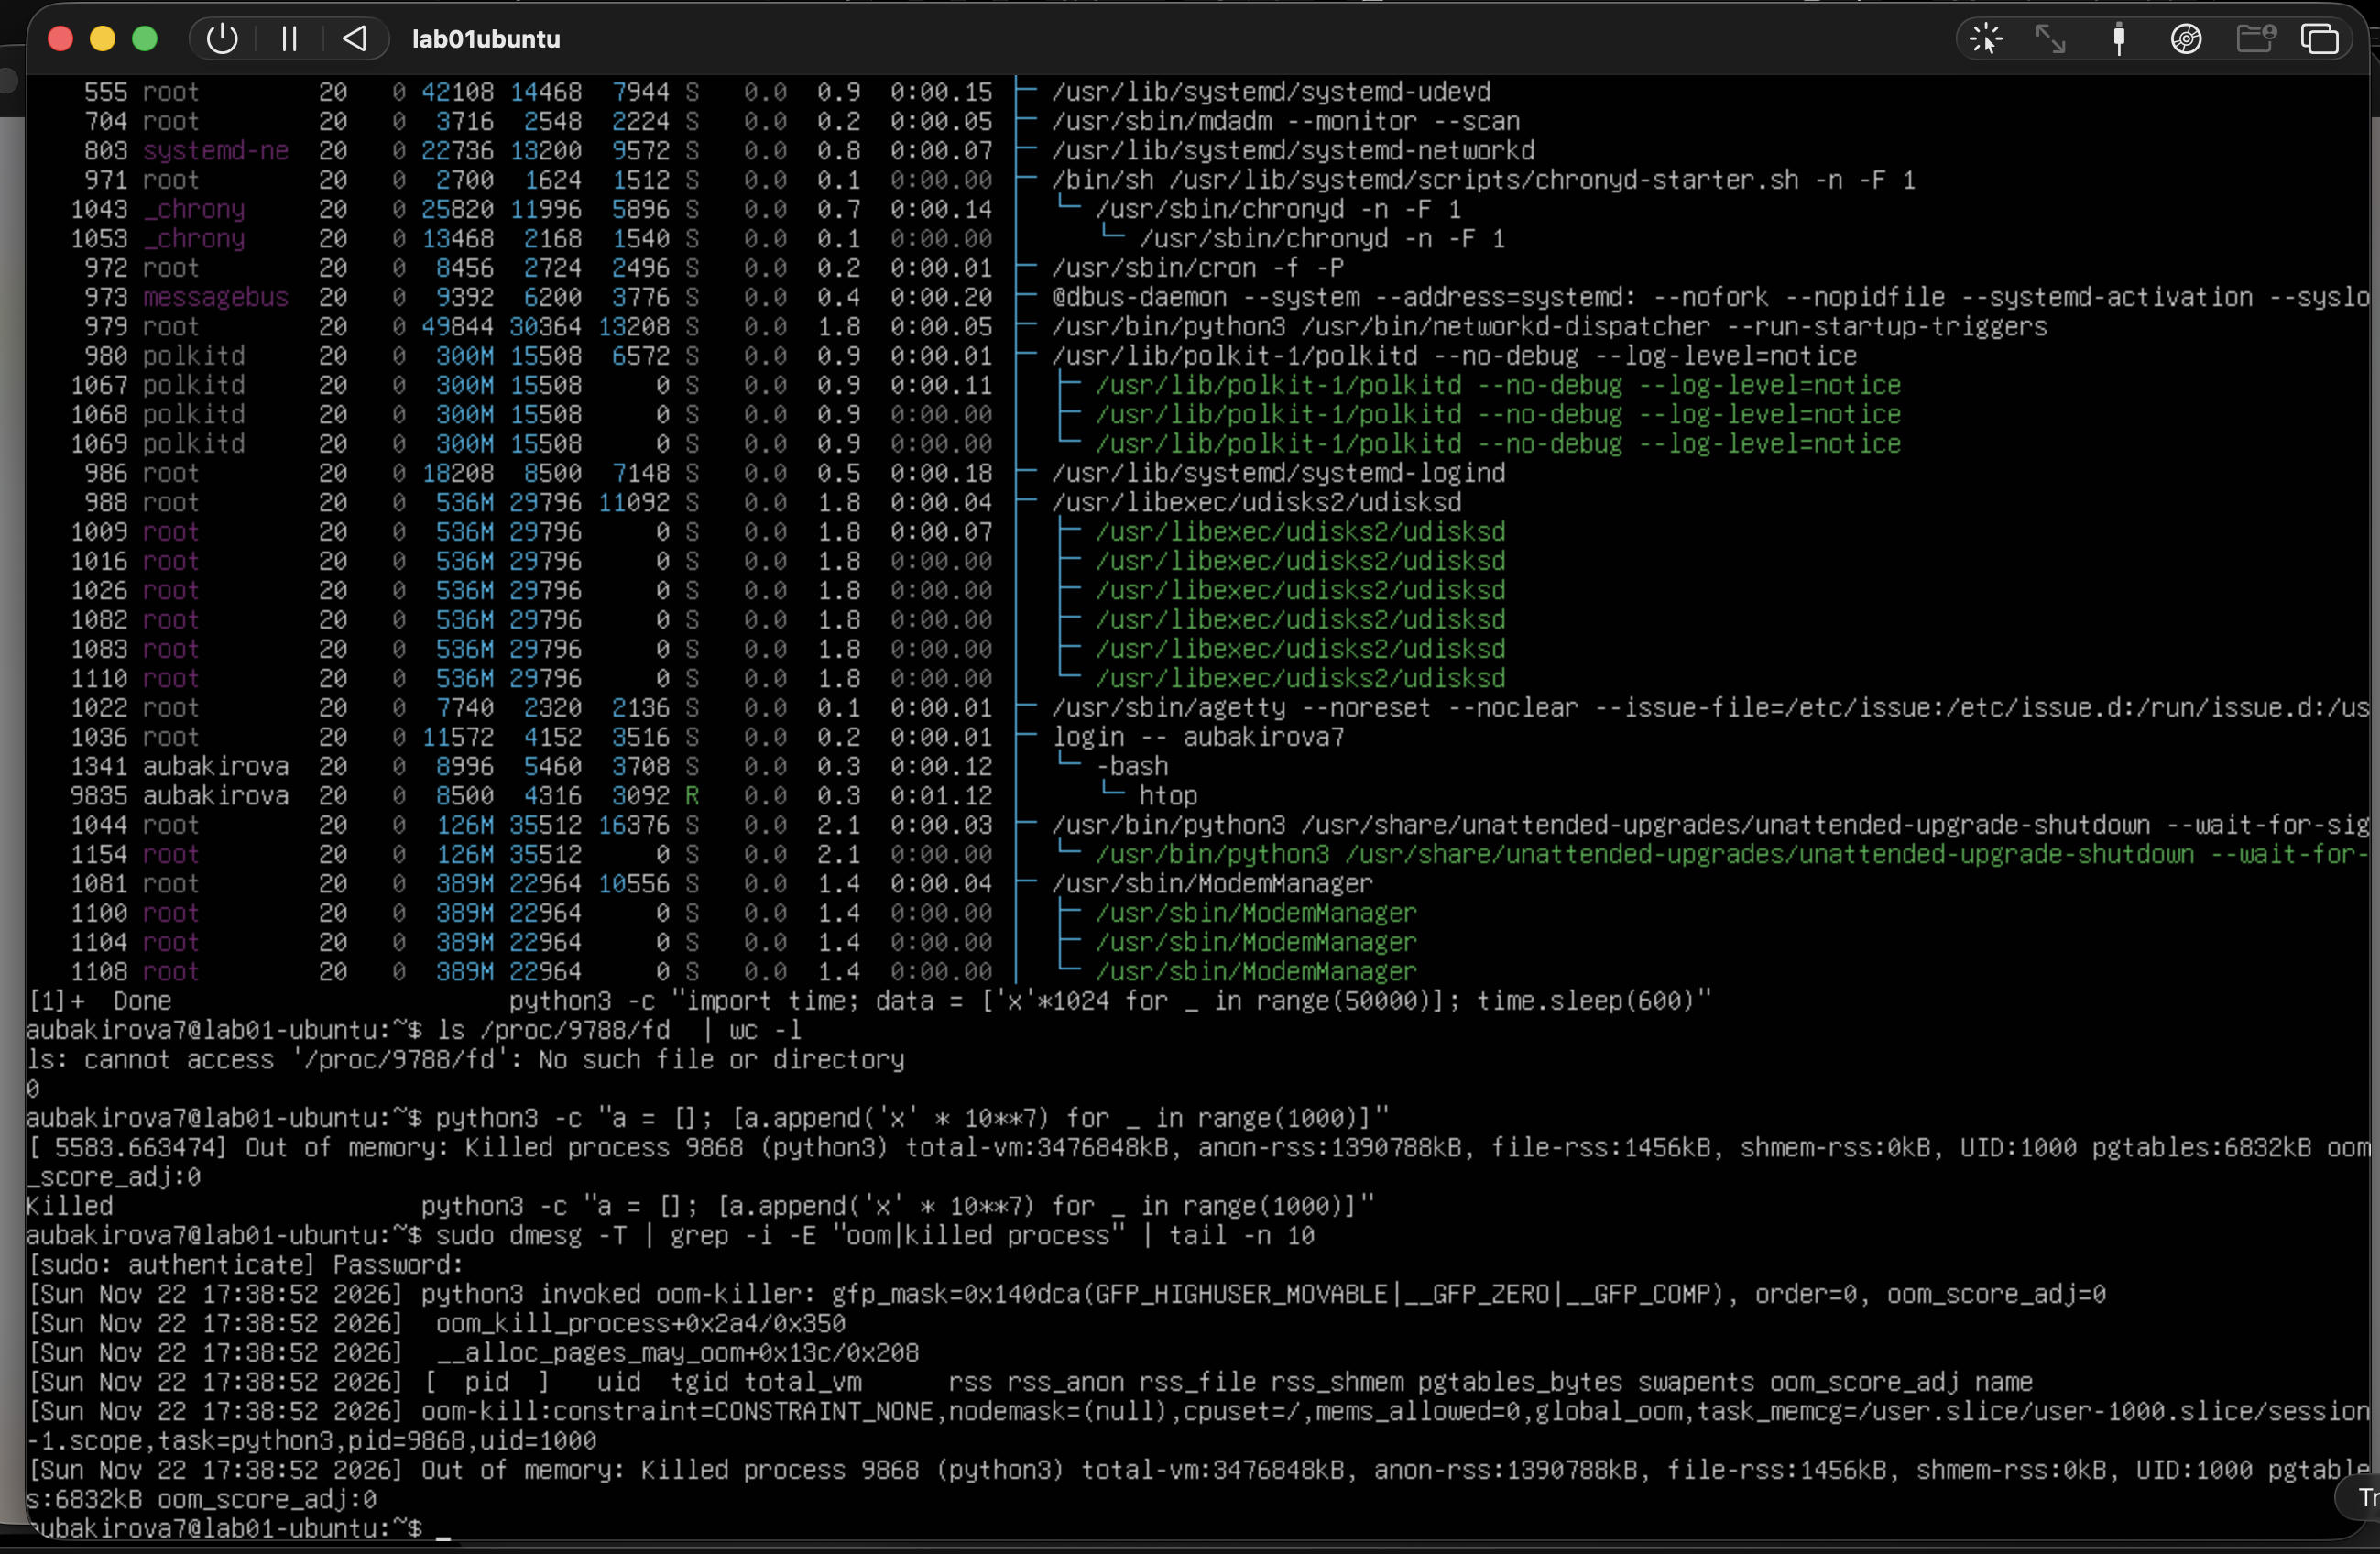 lab01ubuntu
555 root 20 0 42108 14468 7944 S 0.0 0.9 0:00.15 ├─ /usr/lib/systemd/systemd-udevd
704 root 20 0 3716 2548 2224 S 0.0 0.2 0:00.05 ├─ /usr/sbin/mdadm --monitor --scan
803 systemd-ne 20 0 22736 13200 9572 S 0.0 0.8 0:00.07 ├─ /usr/lib/systemd/systemd-networkd
971 root 20 0 2700 1624 1512 S 0.0 0.1 0:00.00 ├─ /bin/sh /usr/lib/systemd/scripts/chronyd-starter.sh -n -F 1
1043 _chrony 20 0 25820 11996 5896 S 0.0 0.7 0:00.14 │ └─ /usr/sbin/chronyd -n -F 1
1053 _chrony 20 0 13468 2168 1540 S 0.0 0.1 0:00.00 │ └─ /usr/sbin/chronyd -n -F 1
972 root 20 0 8456 2724 2496 S 0.0 0.2 0:00.01 ├─ /usr/sbin/cron -f -P
973 messagebus 20 0 9392 6200 3776 S 0.0 0.4 0:00.20 ├─ @dbus-daemon --system --address=systemd: --nofork --nopidfile --systemd-activation --syslo
979 root 20 0 49844 30364 13208 S 0.0 1.8 0:00.05 ├─ /usr/bin/python3 /usr/bin/networkd-dispatcher --run-startup-triggers
980 polkitd 20 0 300M 15508 6572 S 0.0 0.9 0:00.01 ├─ /usr/lib/polkit-1/polkitd --no-debug --log-level=notice
1067 polkitd 20 0 300M 15508 0 S 0.0 0.9 0:00.11 │ ├─ /usr/lib/polkit-1/polkitd --no-debug --log-level=notice
1068 polkitd 20 0 300M 15508 0 S 0.0 0.9 0:00.00 │ ├─ /usr/lib/polkit-1/polkitd --no-debug --log-level=notice
1069 polkitd 20 0 300M 15508 0 S 0.0 0.9 0:00.00 │ └─ /usr/lib/polkit-1/polkitd --no-debug --log-level=notice
986 root 20 0 18208 8500 7148 S 0.0 0.5 0:00.18 ├─ /usr/lib/systemd/systemd-logind
988 root 20 0 536M 29796 11092 S 0.0 1.8 0:00.04 ├─ /usr/libexec/udisks2/udisksd
1009 root 20 0 536M 29796 0 S 0.0 1.8 0:00.07 │ ├─ /usr/libexec/udisks2/udisksd
1016 root 20 0 536M 29796 0 S 0.0 1.8 0:00.00 │ ├─ /usr/libexec/udisks2/udisksd
1026 root 20 0 536M 29796 0 S 0.0 1.8 0:00.00 │ ├─ /usr/libexec/udisks2/udisksd
1082 root 20 0 536M 29796 0 S 0.0 1.8 0:00.00 │ ├─ /usr/libexec/udisks2/udisksd
1083 root 20 0 536M 29796 0 S 0.0 1.8 0:00.00 │ ├─ /usr/libexec/udisks2/udisksd
1110 root 20 0 536M 29796 0 S 0.0 1.8 0:00.00 │ └─ /usr/libexec/udisks2/udisksd
1022 root 20 0 7740 2320 2136 S 0.0 0.1 0:00.01 ├─ /usr/sbin/agetty --noreset --noclear --issue-file=/etc/issue:/etc/issue.d:/run/issue.d:/us
1036 root 20 0 11572 4152 3516 S 0.0 0.2 0:00.01 ├─ login -- aubakirova7
1341 aubakirova 20 0 8996 5460 3708 S 0.0 0.3 0:00.12 │ └─ -bash
9835 aubakirova 20 0 8500 4316 3092 R 0.0 0.3 0:01.12 │ └─ htop
1044 root 20 0 126M 35512 16376 S 0.0 2.1 0:00.03 ├─ /usr/bin/python3 /usr/share/unattended-upgrades/unattended-upgrade-shutdown --wait-for-sig
1154 root 20 0 126M 35512 0 S 0.0 2.1 0:00.00 │ └─ /usr/bin/python3 /usr/share/unattended-upgrades/unattended-upgrade-shutdown --wait-for-
1081 root 20 0 389M 22964 10556 S 0.0 1.4 0:00.04 ├─ /usr/sbin/ModemManager
1100 root 20 0 389M 22964 0 S 0.0 1.4 0:00.00 │ ├─ /usr/sbin/ModemManager
1104 root 20 0 389M 22964 0 S 0.0 1.4 0:00.00 │ ├─ /usr/sbin/ModemManager
1108 root 20 0 389M 22964 0 S 0.0 1.4 0:00.00 │ └─ /usr/sbin/ModemManager
[1]+ Done python3 -c "import time; data = ['x'*1024 for _ in range(50000)]; time.sleep(600)"
aubakirova7@lab01-ubuntu:~$ ls /proc/9788/fd | wc -l
ls: cannot access '/proc/9788/fd': No such file or directory
0
aubakirova7@lab01-ubuntu:~$ python3 -c "a = []; [a.append('x' * 10**7) for _ in range(1000)]"
[ 5583.663474] Out of memory: Killed process 9868 (python3) total-vm:3476848kB, anon-rss:1390788kB, file-rss:1456kB, shmem-rss:0kB, UID:1000 pgtables:6832kB oom
_score_adj:0
Killed python3 -c "a = []; [a.append('x' * 10**7) for _ in range(1000)]"
aubakirova7@lab01-ubuntu:~$ sudo dmesg -T | grep -i -E "oom|killed process" | tail -n 10
[sudo: authenticate] Password:
[Sun Nov 22 17:38:52 2026] python3 invoked oom-killer: gfp_mask=0x140dca(GFP_HIGHUSER_MOVABLE|__GFP_ZERO|__GFP_COMP), order=0, oom_score_adj=0
[Sun Nov 22 17:38:52 2026] oom_kill_process+0x2a4/0x350
[Sun Nov 22 17:38:52 2026] __alloc_pages_may_oom+0x13c/0x208
[Sun Nov 22 17:38:52 2026] [ pid ] uid tgid total_vm rss rss_anon rss_file rss_shmem pgtables_bytes swapents oom_score_adj name
[Sun Nov 22 17:38:52 2026] oom-kill:constraint=CONSTRAINT_NONE,nodemask=(null),cpuset=/,mems_allowed=0,global_oom,task_memcg=/user.slice/user-1000.slice/session
-1.scope,task=python3,pid=9868,uid=1000
[Sun Nov 22 17:38:52 2026] Out of memory: Killed process 9868 (python3) total-vm:3476848kB, anon-rss:1390788kB, file-rss:1456kB, shmem-rss:0kB, UID:1000 pgtable
s:6832kB oom_score_adj:0
Tr
aubakirova7@lab01-ubuntu:~$ _